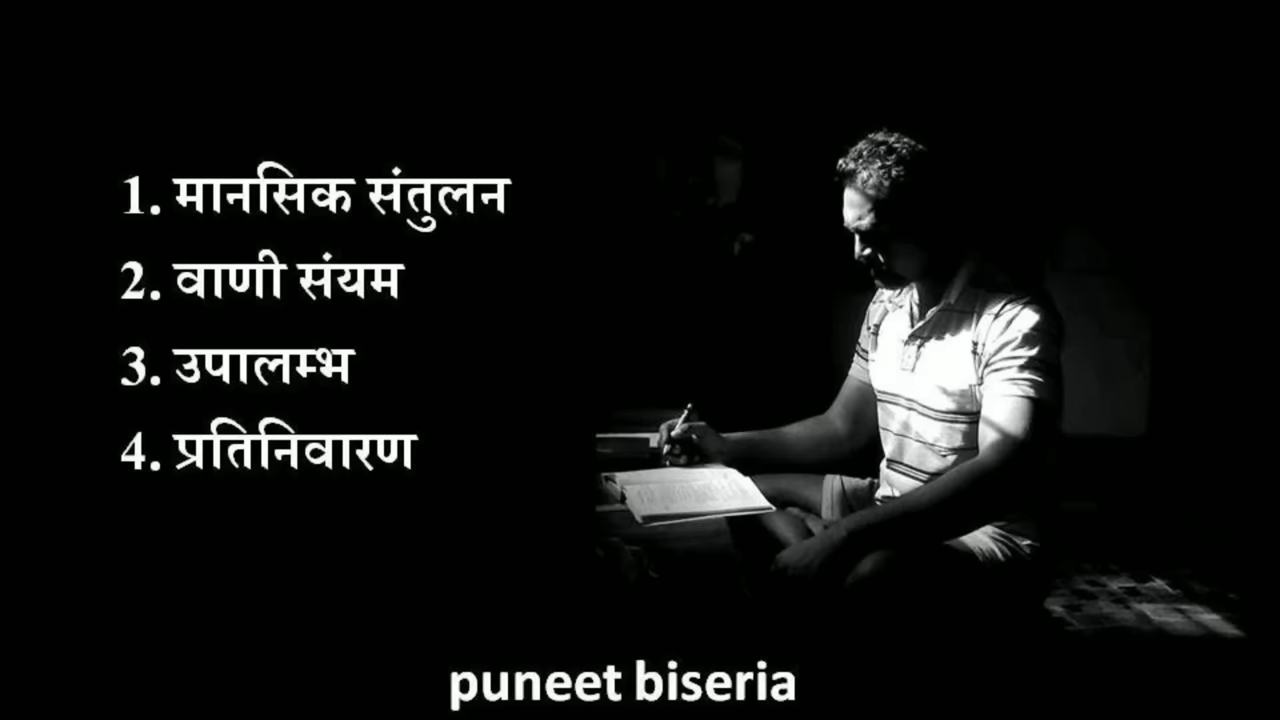 1. मानसिक संतुलन
2. वाणी संयम
3. उपालम्भ
4. प्रतिनिवारण
puneet biseria